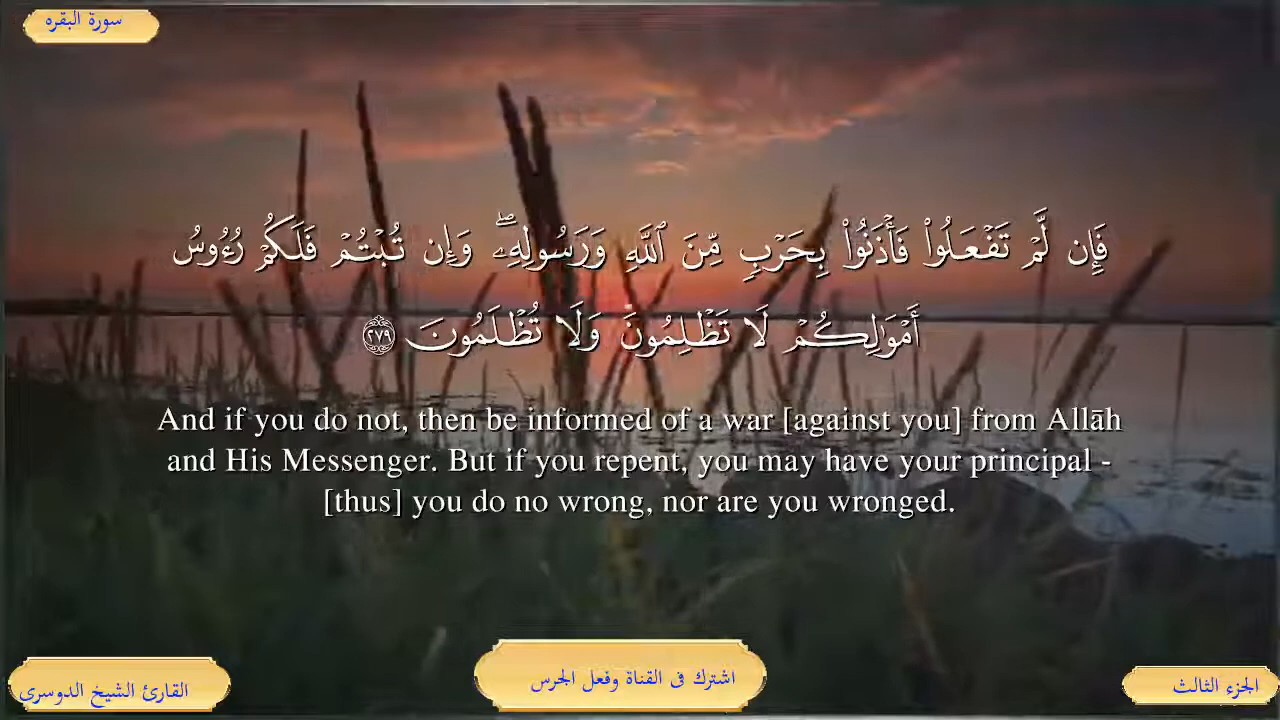 سورة البقره
فَإِن لَّمْ تَفْعَلُوا۟ فَأْذَنُوا۟ بِحَرْبٍ مِّنَ ٱللَّهِ وَرَسُولِهِۦ ۖ وَإِن تُبْتُمْ فَلَكُمْ رُءُوسُ
أَمْوَٰلِكُمْ لَا تَظْلِمُونَ وَلَا تُظْلَمُونَ ٢٧٩
And if you do not, then be informed of a war [against you] from Allāh
and His Messenger. But if you repent, you may have your principal -
[thus] you do no wrong, nor are you wronged.
الجزء الثالث
اشترك فى القناة وفعل الجرس
القارئ الشيخ الدوسرى